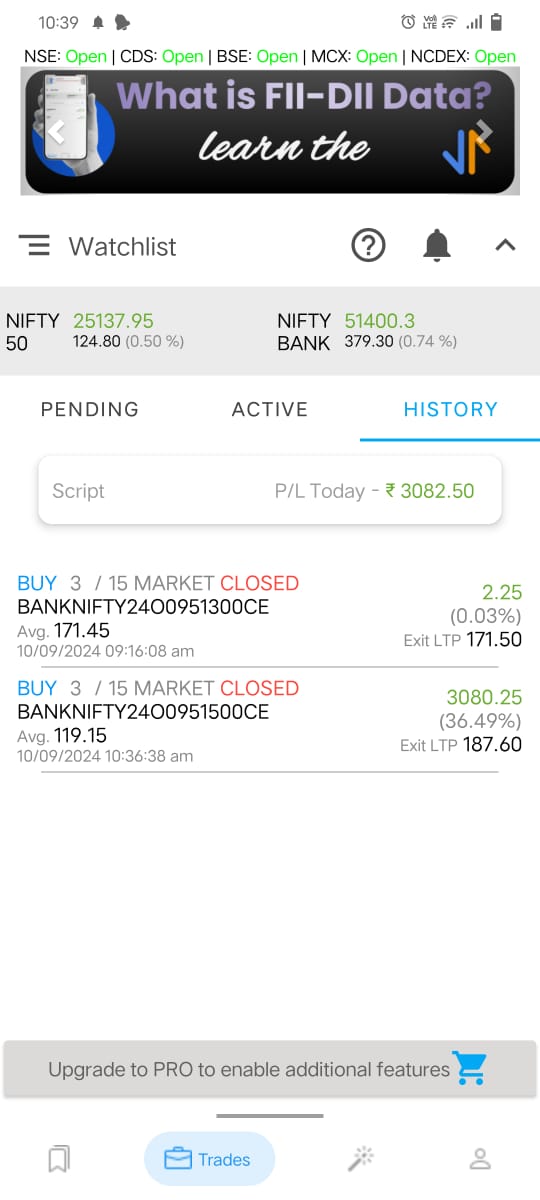 10:39
Vo) LTE
NSE: Open | CDS: Open | BSE: Open | MCX: Open | NCDEX: Open
What is FII-DII Data?
learn the
Watchlist
NIFTY 50 25137.95
124.80 (0.50 %)
NIFTY BANK 51400.3
379.30 (0.74 %)
PENDING ACTIVE HISTORY
Script P/L Today - ₹ 3082.50
BUY 3 / 15 MARKET CLOSED 2.25
BANKNIFTY24O0951300CE (0.03%)
Avg. 171.45 Exit LTP 171.50
10/09/2024 09:16:08 am
BUY 3 / 15 MARKET CLOSED 3080.25
BANKNIFTY24O0951500CE (36.49%)
Avg. 119.15 Exit LTP 187.60
10/09/2024 10:36:38 am
Upgrade to PRO to enable additional features
Trades